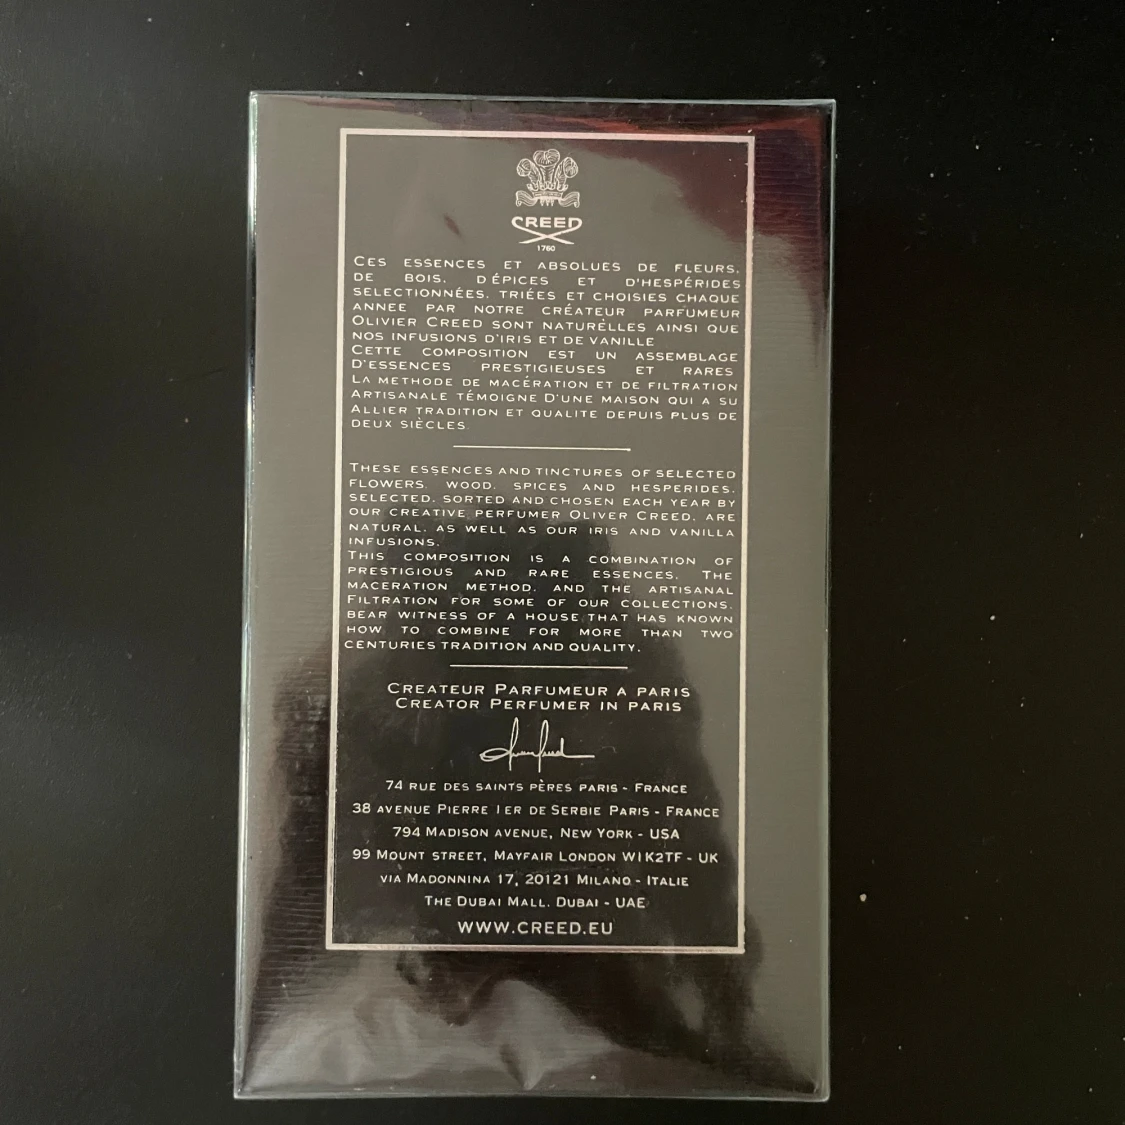 CREED
1760
CES ESSENCES ET ABSOLUES DE FLEURS,
DE BOIS, D ÉPICES ET D'HESPÉRIDES
SELECTIONNÉES, TRIÉES ET CHOISIES CHAQUE
ANNEE PAR NOTRE CRÉATEUR PARFUMEUR
OLIVIER CREED SONT NATURELLES AINSI QUE
NOS INFUSIONS D'IRIS ET DE VANILLE
CETTE COMPOSITION EST UN ASSEMBLAGE
D'ESSENCES PRESTIGIEUSES ET RARES
LA METHODE DE MACÉRATION ET DE FILTRATION
ARTISANALE TÉMOIGNE D'UNE MAISON QUI A SU
ALLIER TRADITION ET QUALITE DEPUIS PLUS DE
DEUX SIÈCLES.
THESE ESSENCES AND TINCTURES OF SELECTED
FLOWERS, WOOD, SPICES AND HESPERIDES,
SELECTED, SORTED AND CHOSEN EACH YEAR BY
OUR CREATIVE PERFUMER OLIVER CREED, ARE
NATURAL, AS WELL AS OUR IRIS AND VANILLA
INFUSIONS.
THIS COMPOSITION IS A COMBINATION OF
PRESTIGIOUS AND RARE ESSENCES. THE
MACERATION METHOD, AND THE ARTISANAL
FILTRATION FOR SOME OF OUR COLLECTIONS,
BEAR WITNESS OF A HOUSE THAT HAS KNOWN
HOW TO COMBINE FOR MORE THAN TWO
CENTURIES TRADITION AND QUALITY.
CREATEUR PARFUMEUR A PARIS
CREATOR PERFUMER IN PARIS
74 RUE DES SAINTS PÈRES PARIS - FRANCE
38 AVENUE PIERRE 1ER DE SERBIE PARIS - FRANCE
794 MADISON AVENUE, NEW YORK - USA
99 MOUNT STREET, MAYFAIR LONDON W1K2TF - UK
VIA MADONNINA 17, 20121 MILANO - ITALIE
THE DUBAI MALL, DUBAI - UAE
WWW.CREED.EU